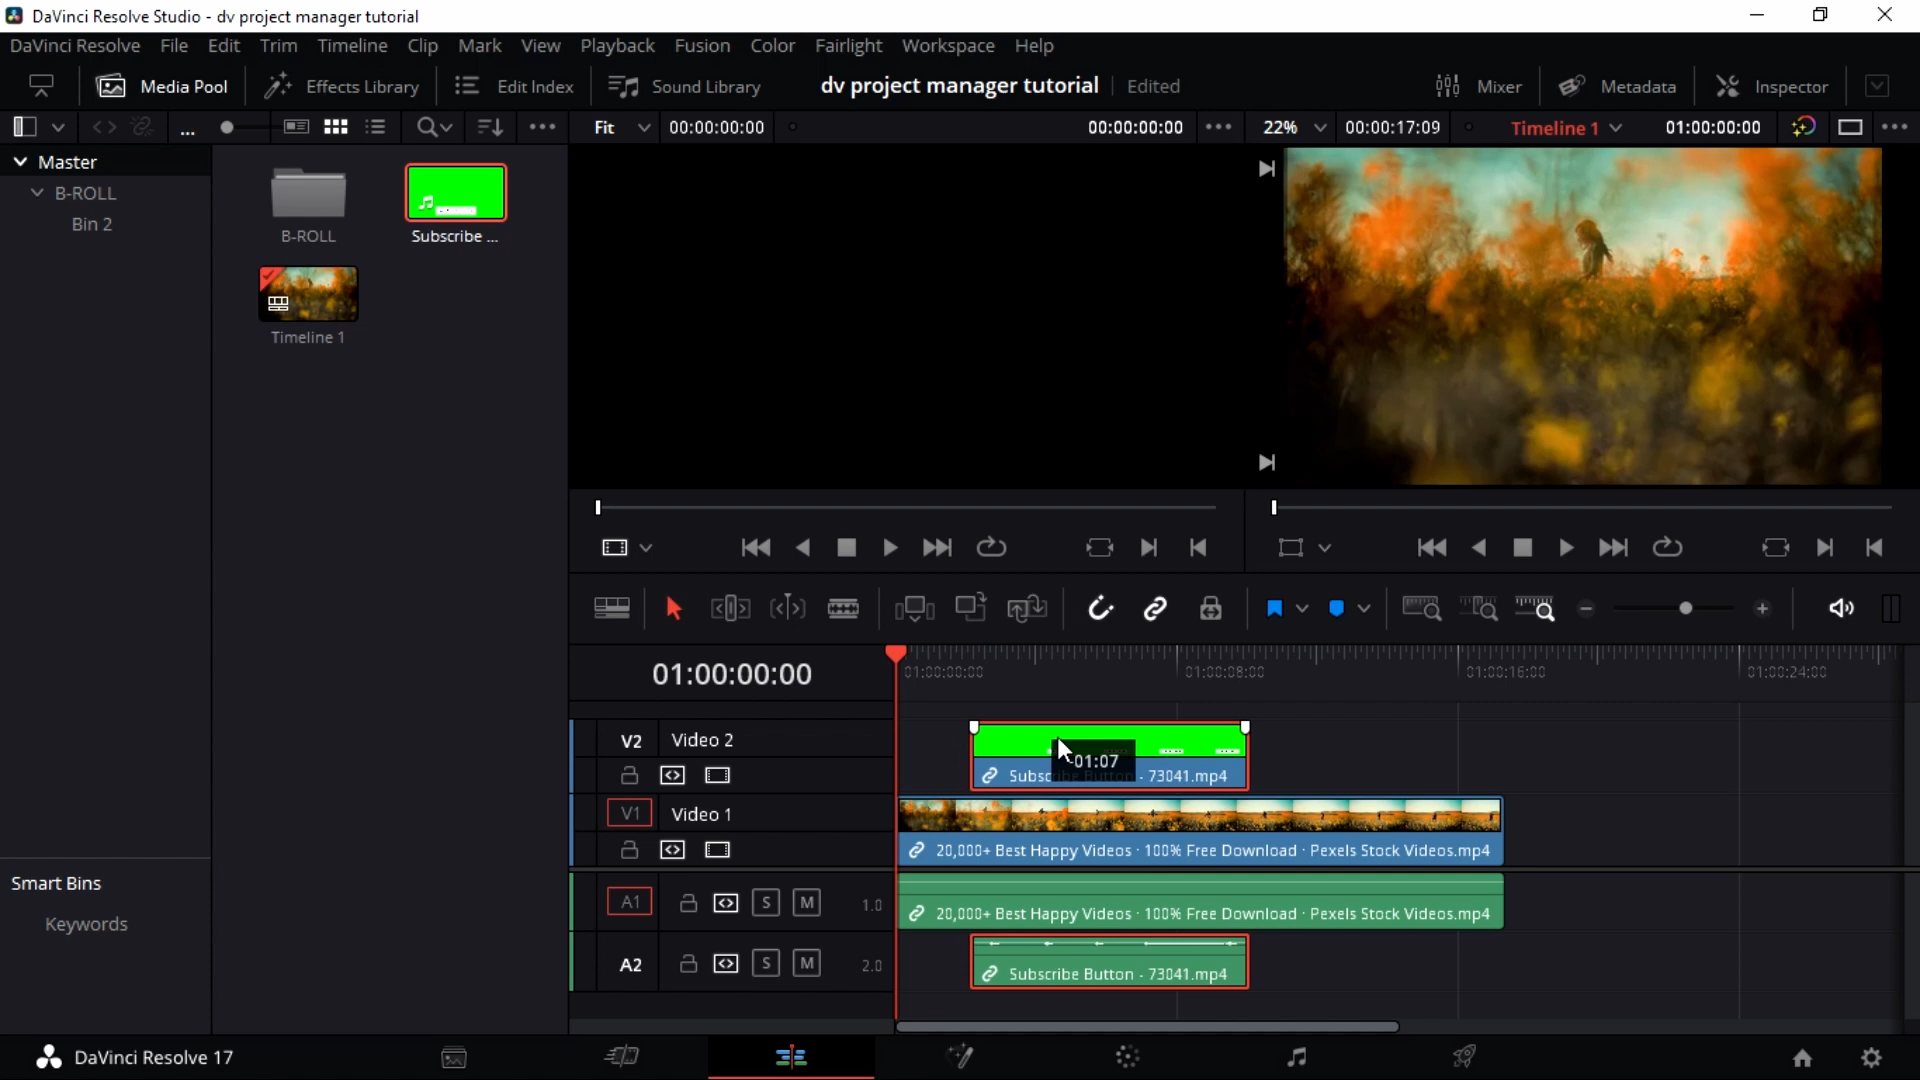 DaVinci Resolve Studio - dv project manager tutorial
DaVinci Resolve File Edit Trim Timeline Clip Mark View Playback Fusion Color Fairlight Workspace Help
Media Pool Effects Library Edit Index Sound Library dv project manager tutorial Edited Mixer Metadata Inspector
... Fit 00:00:00:00 00:00:00:00 22% 00:00:17:09 Timeline 1 01:00:00:00
Master
B-ROLL
Bin 2
B-ROLL Subscribe ...
Timeline 1
01:00:00:00 01:00:00:00 01:00:08:00 01:00:16:00 01:00:24:00
V2 Video 2
-01:07
Subscribe Button - 73041.mp4
V1 Video 1
20,000+ Best Happy Videos · 100% Free Download · Pexels Stock Videos.mp4
Smart Bins
Keywords
A1 S M 1.0 20,000+ Best Happy Videos · 100% Free Download · Pexels Stock Videos.mp4
A2 S M 2.0 Subscribe Button - 73041.mp4
DaVinci Resolve 17